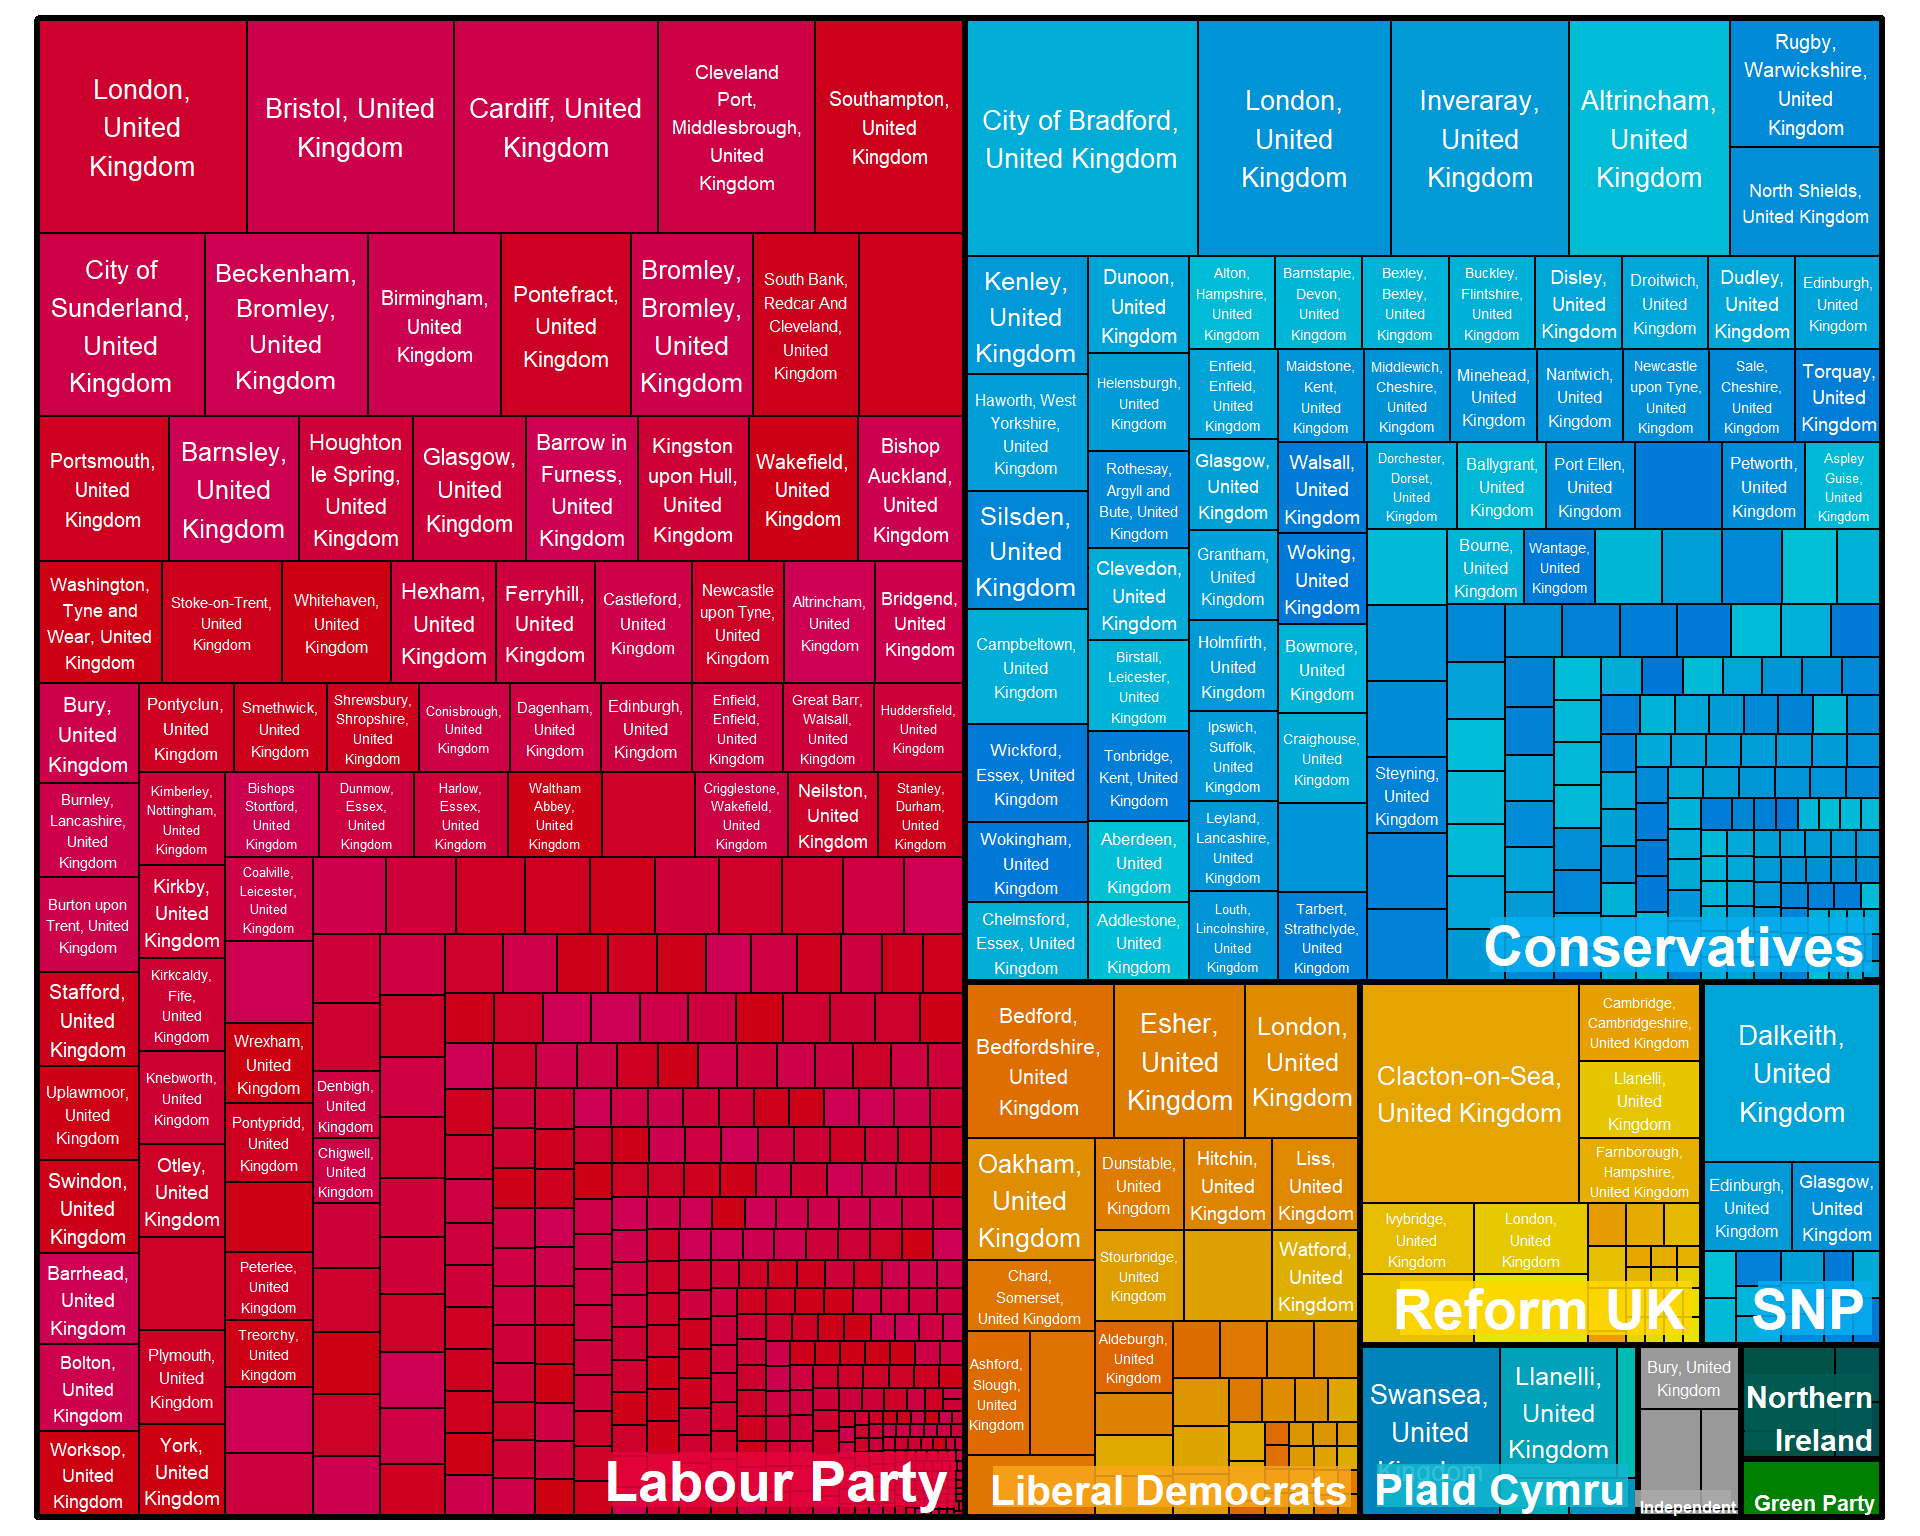 London,
United
Kingdom
Bristol, United
Kingdom
Cardiff, United
Kingdom
Cleveland
Port,
Middlesbrough,
United
Kingdom
Southampton,
United
Kingdom
City of
Sunderland,
United
Kingdom
Beckenham,
Bromley,
United
Kingdom
Birmingham,
United
Kingdom
Pontefract,
United
Kingdom
Bromley,
Bromley,
United
Kingdom
South Bank,
Redcar And
Cleveland,
United
Kingdom
Portsmouth,
United
Kingdom
Barnsley,
United
Kingdom
Houghton
le Spring,
United
Kingdom
Glasgow,
United
Kingdom
Barrow in
Furness,
United
Kingdom
Kingston
upon Hull,
United
Kingdom
Wakefield,
United
Kingdom
Bishop
Auckland,
United
Kingdom
Washington,
Tyne and
Wear, United
Kingdom
Stoke-on-Trent,
United
Kingdom
Whitehaven,
United
Kingdom
Hexham,
United
Kingdom
Ferryhill,
United
Kingdom
Castleford,
United
Kingdom
Newcastle
upon Tyne,
United
Kingdom
Altrincham,
United
Kingdom
Bridgend,
United
Kingdom
Bury,
United
Kingdom
Pontyclun,
United
Kingdom
Smethwick,
United
Kingdom
Shrewsbury,
Shropshire,
United
Kingdom
Conisbrough,
United
Kingdom
Dagenham,
United
Kingdom
Edinburgh,
United
Kingdom
Enfield,
Enfield,
United
Kingdom
Great Barr,
Walsall,
United
Kingdom
Huddersfield,
United
Kingdom
Burnley,
Lancashire,
United
Kingdom
Kimberley,
Nottingham,
United
Kingdom
Bishops
Stortford,
United
Kingdom
Dunmow,
Essex,
United
Kingdom
Harlow,
Essex,
United
Kingdom
Waltham
Abbey,
United
Kingdom
Crigglestone,
Wakefield,
United
Kingdom
Neilston,
United
Kingdom
Stanley,
Durham,
United
Kingdom
Burton upon
Trent, United
Kingdom
Kirkby,
United
Kingdom
Coalville,
Leicester,
United
Kingdom
Stafford,
United
Kingdom
Kirkcaldy,
Fife,
United
Kingdom
Wrexham,
United
Kingdom
Uplawmoor,
United
Kingdom
Knebworth,
United
Kingdom
Pontypridd,
United
Kingdom
Denbigh,
United
Kingdom
Chigwell,
United
Kingdom
Swindon,
United
Kingdom
Otley,
United
Kingdom
Barrhead,
United
Kingdom
Peterlee,
United
Kingdom
Bolton,
United
Kingdom
Plymouth,
United
Kingdom
Treorchy,
United
Kingdom
Worksop,
United
Kingdom
York,
United
Kingdom
Labour Party
City of Bradford,
United Kingdom
London,
United
Kingdom
Inveraray,
United
Kingdom
Altrincham,
United
Kingdom
Rugby,
Warwickshire,
United
Kingdom
North Shields,
United Kingdom
Kenley,
United
Kingdom
Dunoon,
United
Kingdom
Alton,
Hampshire,
United
Kingdom
Barnstaple,
Devon,
United
Kingdom
Bexley,
Bexley,
United
Kingdom
Buckley,
Flintshire,
United
Kingdom
Disley,
United
Kingdom
Droitwich,
United
Kingdom
Dudley,
United
Kingdom
Edinburgh,
United
Kingdom
Haworth, West
Yorkshire,
United
Kingdom
Helensburgh,
United
Kingdom
Enfield,
Enfield,
United
Kingdom
Maidstone,
Kent,
United
Kingdom
Middlewich,
Cheshire,
United
Kingdom
Minehead,
United
Kingdom
Nantwich,
United
Kingdom
Newcastle
upon Tyne,
United
Kingdom
Sale,
Cheshire,
United
Kingdom
Torquay,
United
Kingdom
Silsden,
United
Kingdom
Rothesay,
Argyll and
Bute, United
Kingdom
Glasgow,
United
Kingdom
Walsall,
United
Kingdom
Dorchester,
Dorset,
United
Kingdom
Ballygrant,
United
Kingdom
Port Ellen,
United
Kingdom
Petworth,
United
Kingdom
Aspley
Guise,
United
Kingdom
Clevedon,
United
Kingdom
Grantham,
United
Kingdom
Woking,
United
Kingdom
Bourne,
United
Kingdom
Wantage,
United
Kingdom
Campbeltown,
United
Kingdom
Birstall,
Leicester,
United
Kingdom
Holmfirth,
United
Kingdom
Bowmore,
United
Kingdom
Wickford,
Essex, United
Kingdom
Tonbridge,
Kent, United
Kingdom
Ipswich,
Suffolk,
United
Kingdom
Craighouse,
United
Kingdom
Steyning,
United
Kingdom
Wokingham,
United
Kingdom
Aberdeen,
United
Kingdom
Leyland,
Lancashire,
United
Kingdom
Chelmsford,
Essex, United
Kingdom
Addlestone,
United
Kingdom
Louth,
Lincolnshire,
United
Kingdom
Tarbert,
Strathclyde,
United
Kingdom
Conservatives
Bedford,
Bedfordshire,
United
Kingdom
Esher,
United
Kingdom
London,
United
Kingdom
Oakham,
United
Kingdom
Dunstable,
United
Kingdom
Hitchin,
United
Kingdom
Liss,
United
Kingdom
Chard,
Somerset,
United Kingdom
Stourbridge,
United
Kingdom
Watford,
United
Kingdom
Ashford,
Slough,
United
Kingdom
Aldeburgh,
United
Kingdom
Liberal Democrats
Clacton-on-Sea,
United Kingdom
Cambridge,
Cambridgeshire,
United Kingdom
Llanelli,
United
Kingdom
Farnborough,
Hampshire,
United Kingdom
Ivybridge,
United
Kingdom
London,
United
Kingdom
Reform UK
Dalkeith,
United
Kingdom
Edinburgh,
United
Kingdom
Glasgow,
United
Kingdom
SNP
Swansea,
United
Kingdom
Llanelli,
United
Kingdom
Plaid Cymru
Bury, United
Kingdom
Independent
Northern
Ireland
Green Party